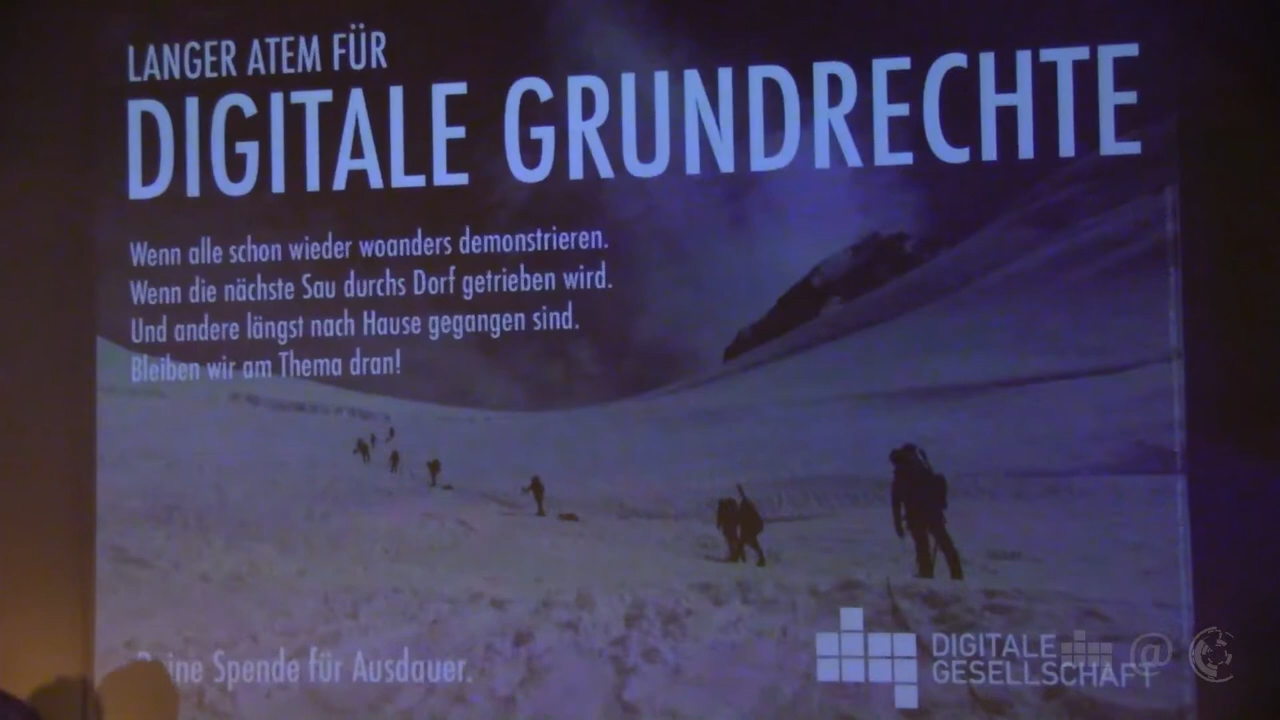 LANGER ATEM FÜR
DIGITALE GRUNDRECHTE
Wenn alle schon wieder woanders demonstrieren.
Wenn die nächste Sau durchs Dorf getrieben wird.
Und andere längst nach Hause gegangen sind.
Bleiben wir am Thema dran!
Deine Spende für Ausdauer.
DIGITALE
GESELLSCHAFT
@